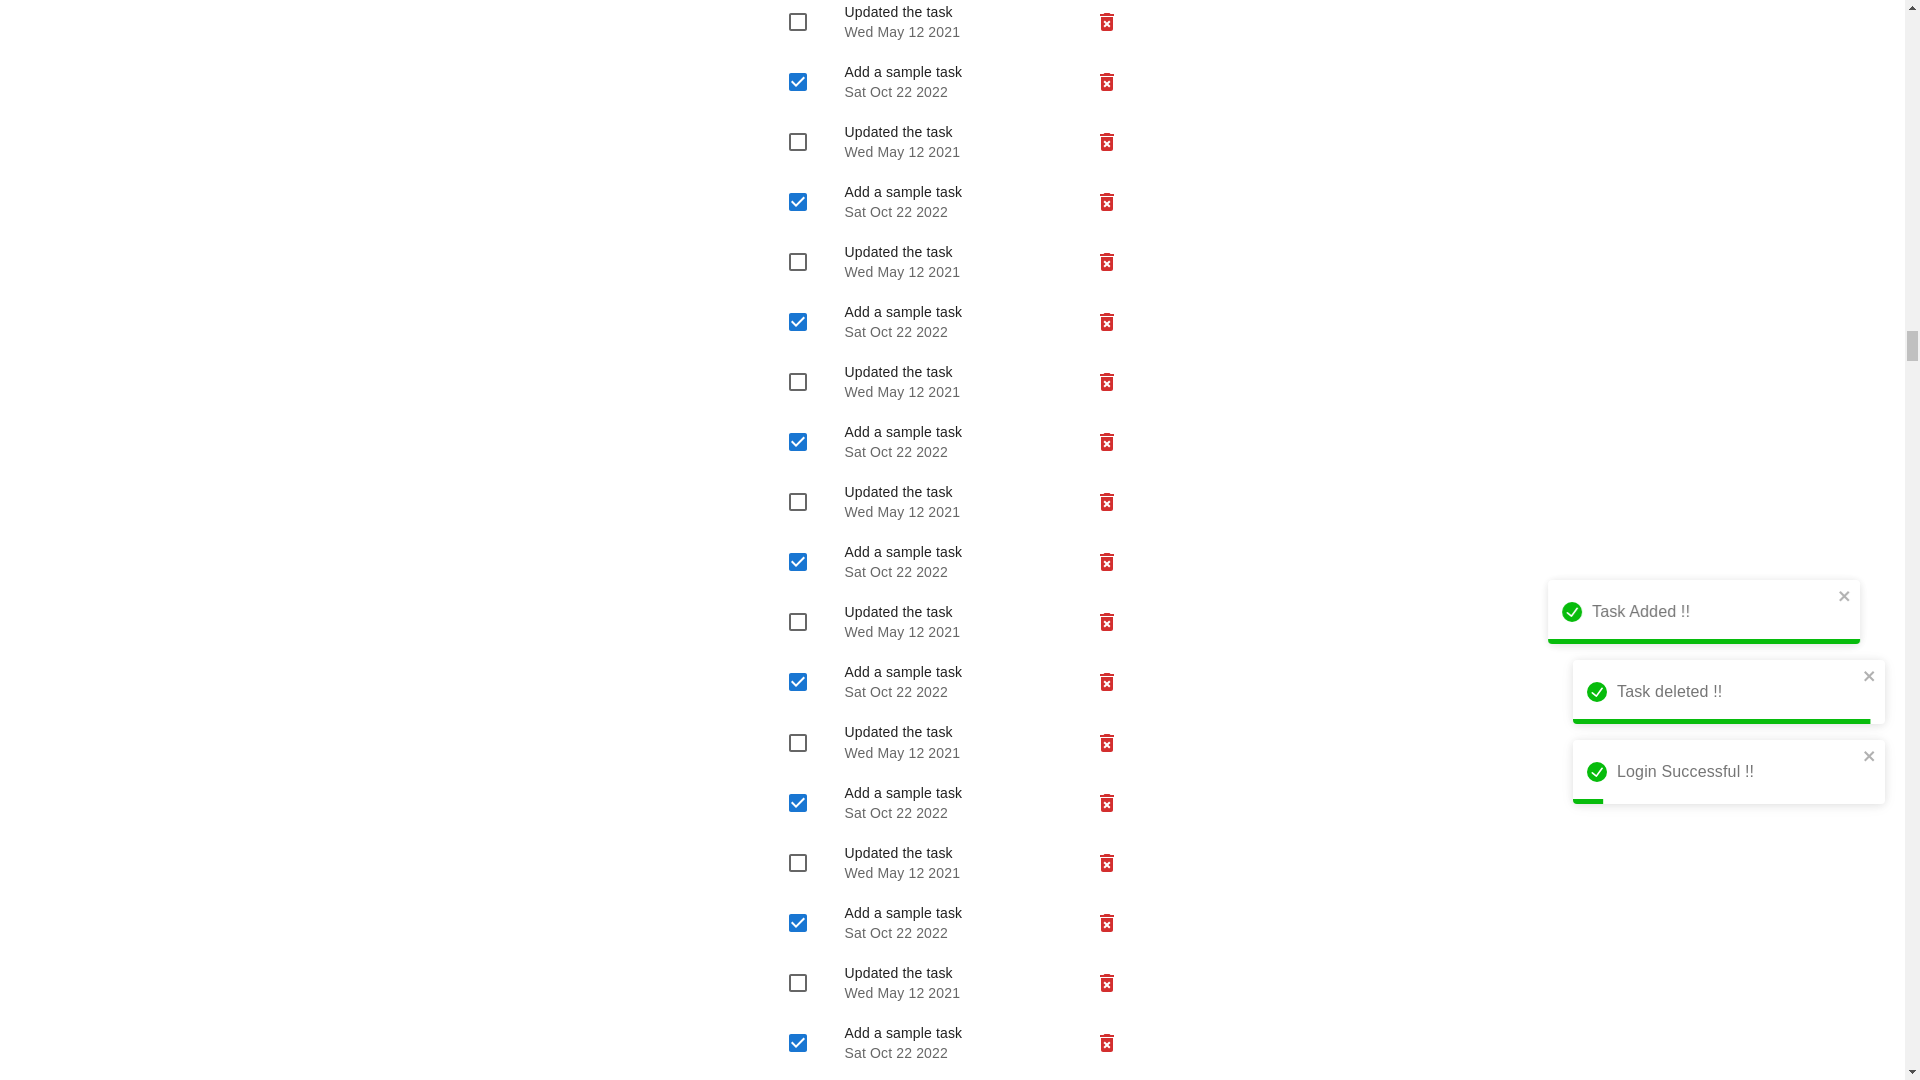 Updated the task
Wed May 12 2021
Add a sample task
Sat Oct 22 2022
Updated the task
Wed May 12 2021
Add a sample task
Sat Oct 22 2022
Updated the task
Wed May 12 2021
Add a sample task
Sat Oct 22 2022
Updated the task
Wed May 12 2021
Add a sample task
Sat Oct 22 2022
Updated the task
Wed May 12 2021
Add a sample task
Sat Oct 22 2022
Updated the task
Wed May 12 2021
Add a sample task
Sat Oct 22 2022
Updated the task
Wed May 12 2021
Add a sample task
Sat Oct 22 2022
Updated the task
Wed May 12 2021
Add a sample task
Sat Oct 22 2022
Updated the task
Wed May 12 2021
Add a sample task
Sat Oct 22 2022
Task Added !!
Task deleted !!
Login Successful !!